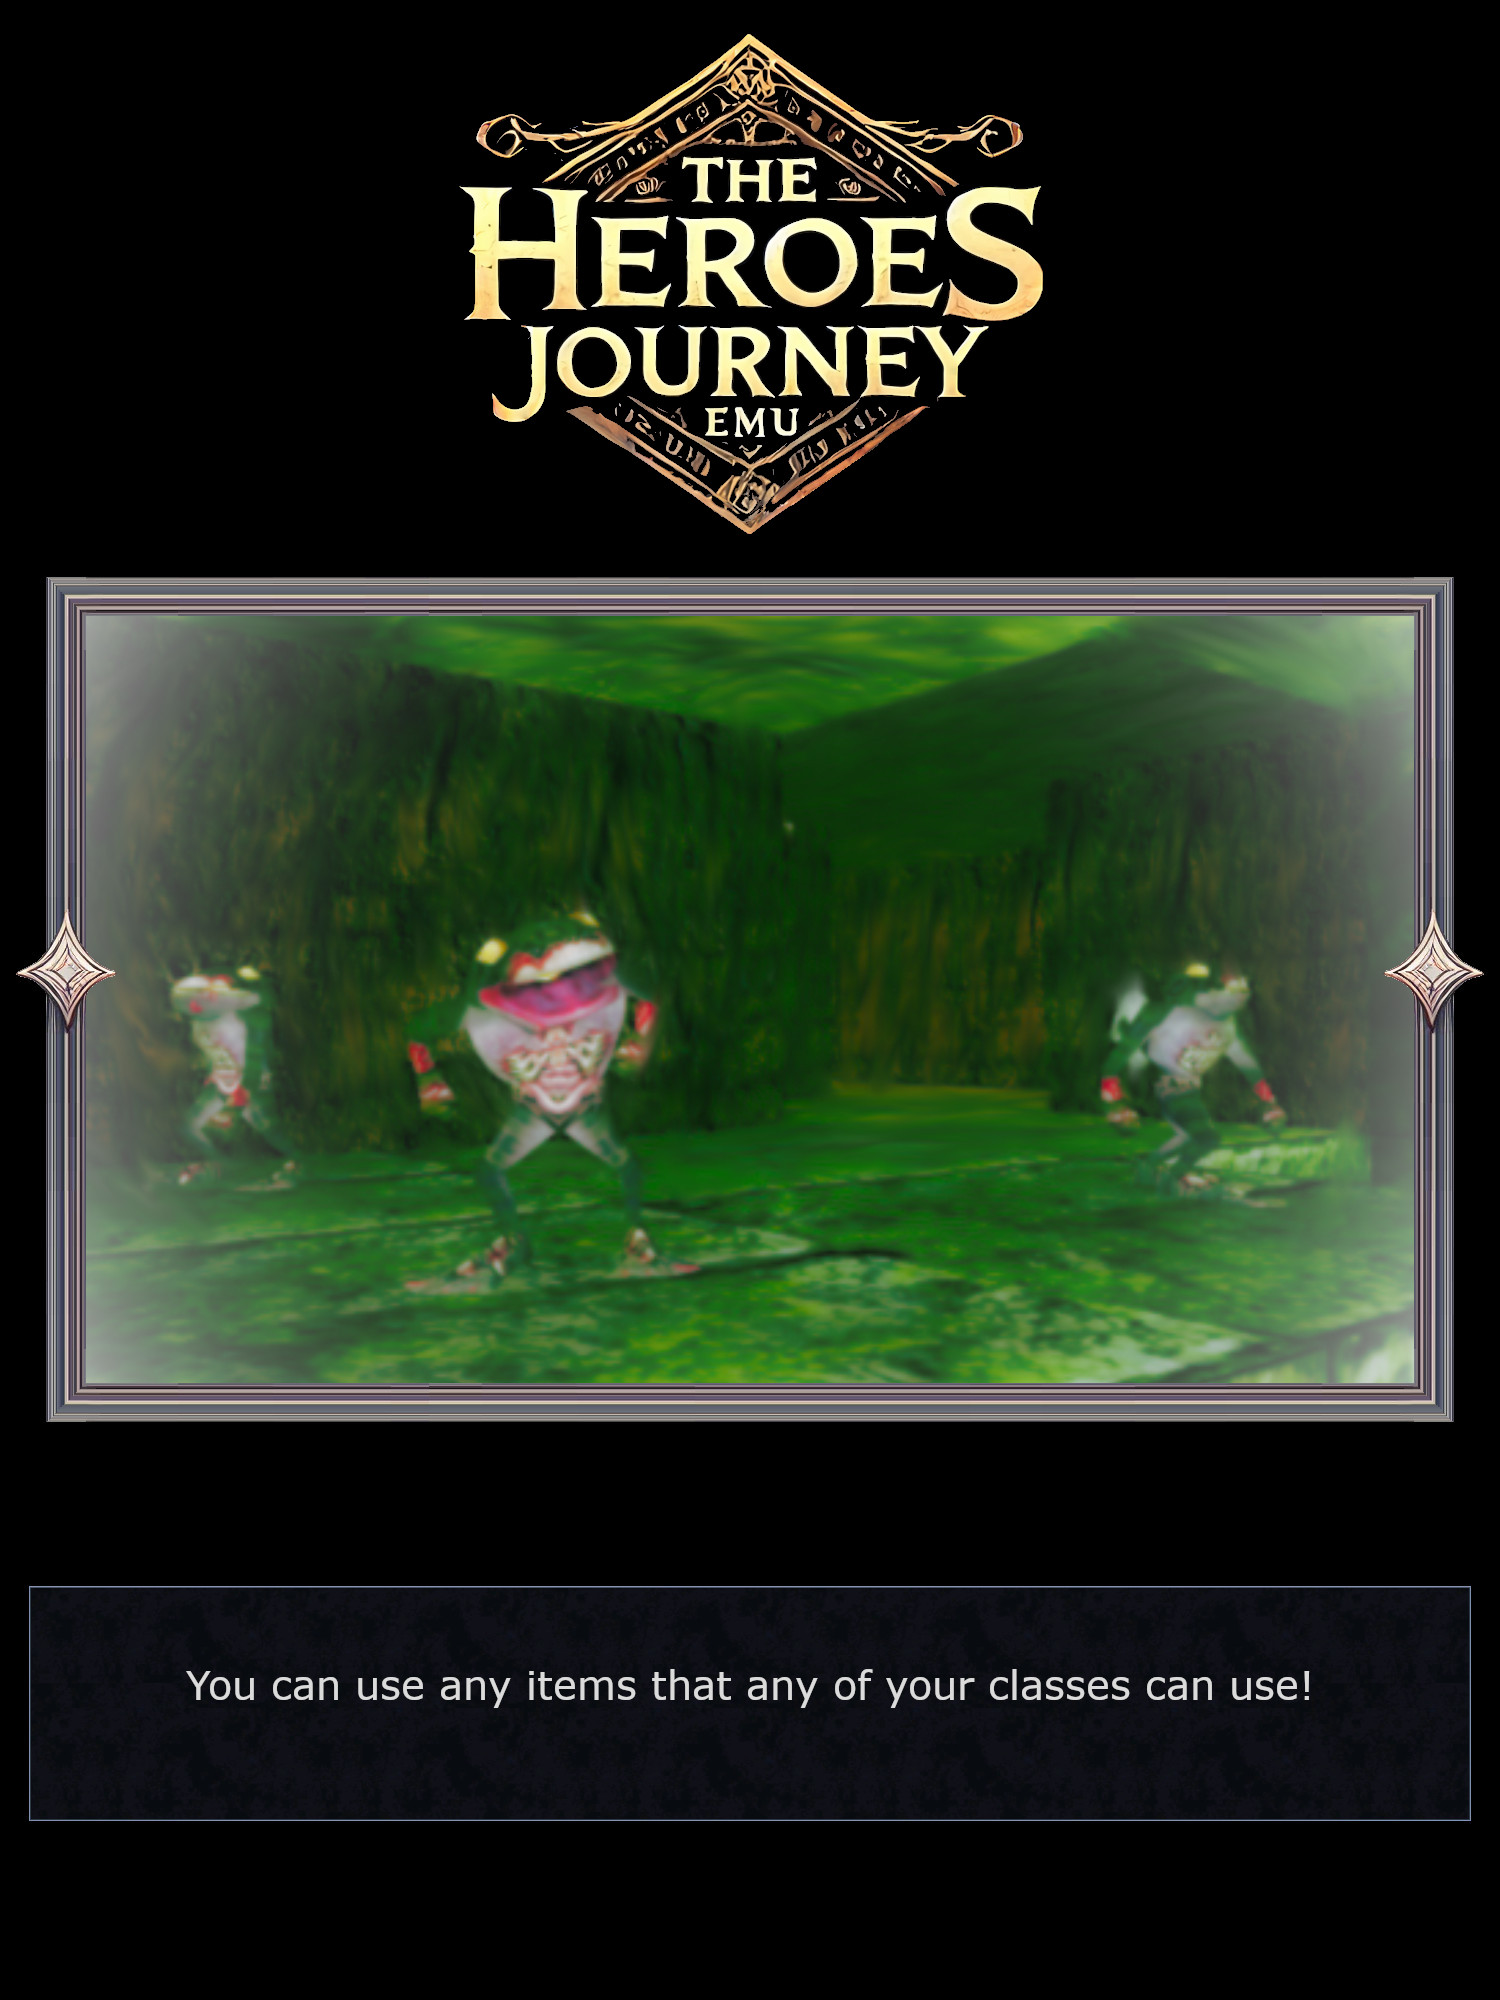 THE
HEROES
JOURNEY
EMU
You can use any items that any of your classes can use!